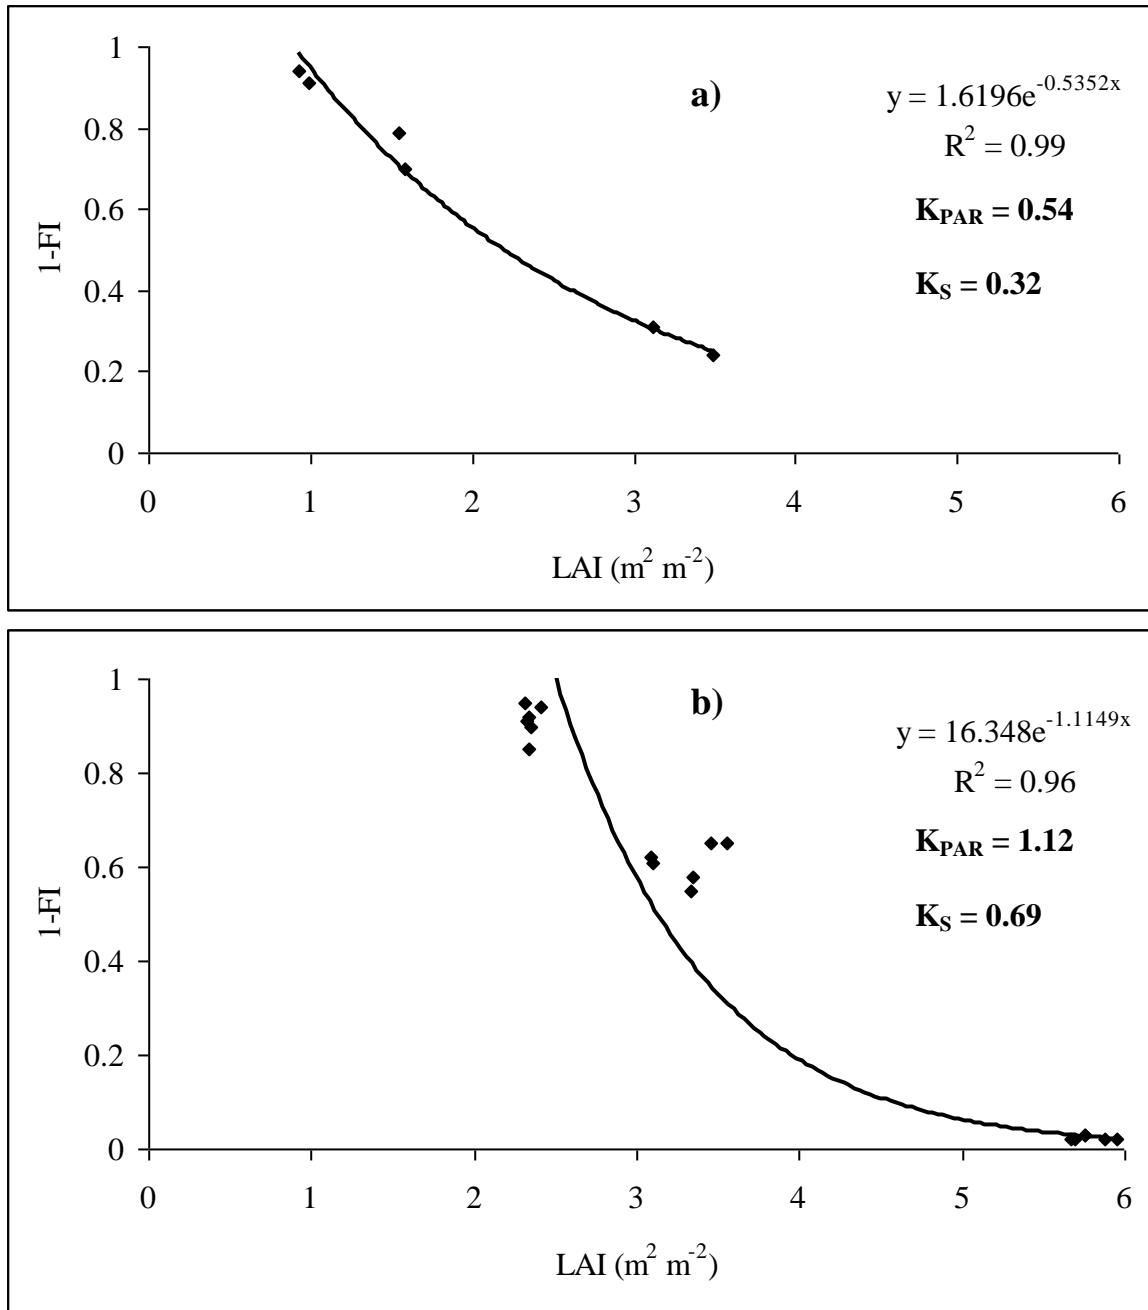 1
0.8
0.6
0.4
0.2
0
1-FI
a)
y = 1.6196e^-0.5352x
R^2 = 0.99
K_PAR = 0.54
K_S = 0.32
0 1 2 3 4 5 6
LAI (m^2 m^-2)
1
0.8
0.6
0.4
0.2
0
1-FI
b)
y = 16.348e^-1.1149x
R^2 = 0.96
K_PAR = 1.12
K_S = 0.69
0 1 2 3 4 5 6
LAI (m^2 m^-2)